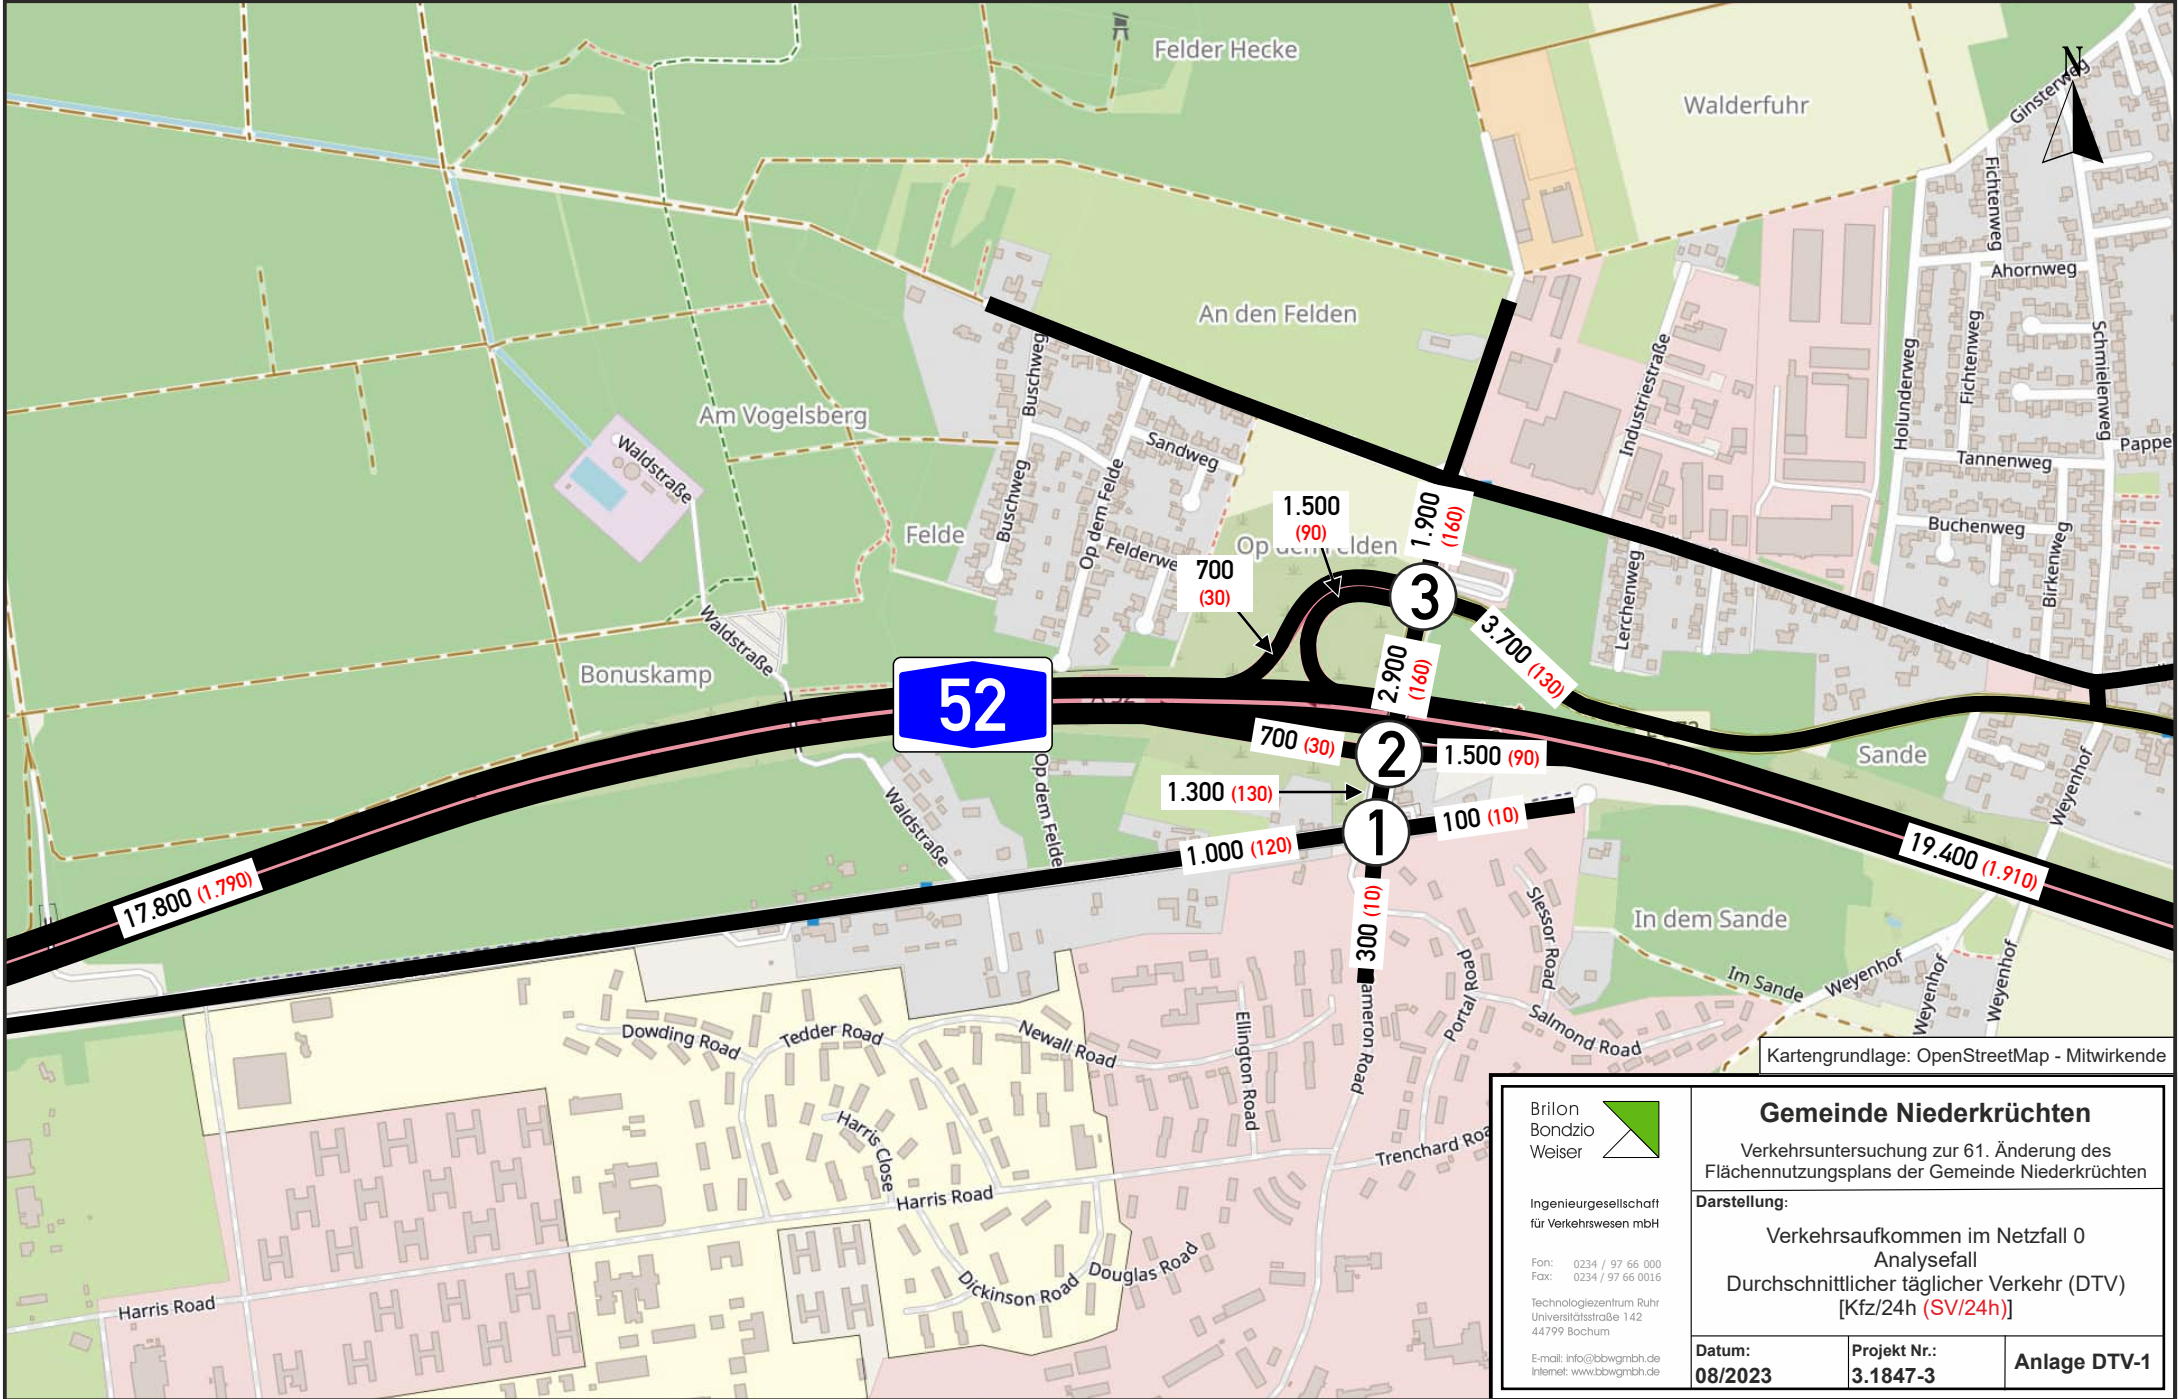 Felder Hecke
Walderfuhr
N
Ginsterweg
Fichtenweg
Ahornweg
An den Felden
Buschweg
Industriestraße
Holunderweg
Fichtenweg
Schmielenweg
Am Vogelsberg
Waldstraße
Sandweg
Tannenweg
Pappe
Felde
Buschweg
Op dem Felde
Felderwe
1.500
(90)
1.900
(160)
Buchenweg
Birkenweg
Lerchenweg
700
(30)
3
3.700
(130)
2.900
(160)
Waldstraße
Bonuskamp
52
700 (30)
2
1.500 (90)
Sande
Weyenhof
Op dem Felde
Waldstraße
1.300 (130)
1
100 (10)
1.000 (120)
300 (10)
17.800 (1.790)
19.400 (1.910)
In dem Sande
Slessor Road
Portal Road
Salmond Road
Im Sande
Weyenhof
Weyenhof
Weyenhof
Dowding Road
Tedder Road
Newall Road
Ellington Road
ameron Road
Harris Close
Harris Road
Trenchard Roa
Dickinson Road
Douglas Road
Harris Road
Kartengrundlage: OpenStreetMap - Mitwirkende
Brilon
Bondzio
Weiser
Ingenieurgesellschaft
für Verkehrswesen mbH
Fon: 0234 / 97 66 000
Fax: 0234 / 97 66 0016
Technologiezentrum Ruhr
Universitätsstraße 142
44799 Bochum
E-mail: info@bbwgmbh.de
Internet: www.bbwgmbh.de
Gemeinde Niederkrüchten
Verkehrsuntersuchung zur 61. Änderung des
Flächennutzungsplans der Gemeinde Niederkrüchten
Darstellung:
Verkehrsaufkommen im Netzfall 0
Analysefall
Durchschnittlicher täglicher Verkehr (DTV)
[Kfz/24h (SV/24h)]
Datum:
08/2023
Projekt Nr.:
3.1847-3
Anlage DTV-1